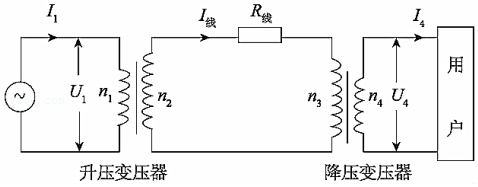 I₁ I线 R线 I₄
U₁ n₁ n₂ n₃ n₄ U₄ 用户
~
升压变压器 降压变压器